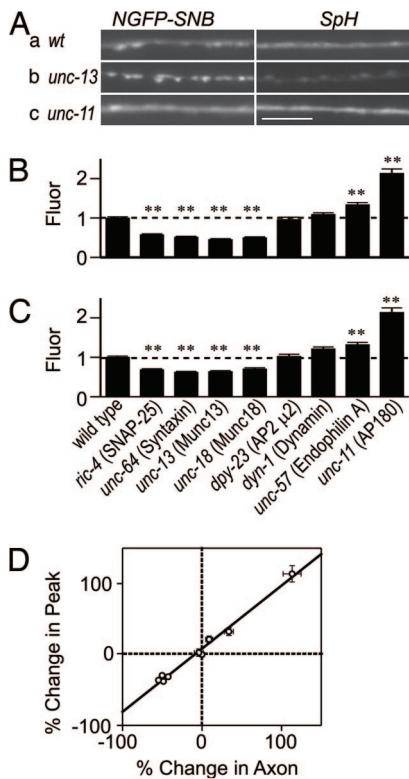 A
NGFP-SNB SpH
a wt
b unc-13
c unc-11
B
Fluor
2
1
0
** ** ** ** ** **
C
Fluor
2
1
0
** ** ** ** ** **
wild type
ric-4 (SNAP-25)
unc-64 (Syntaxin)
unc-13 (Munc13)
unc-18 (Munc18)
dpy-23 (AP2 μ2)
dyn-1 (Dynamin)
unc-57 (Endophilin A)
unc-11 (AP180)
D
% Change in Peak
100
0
-100
-100 0 100
% Change in Axon